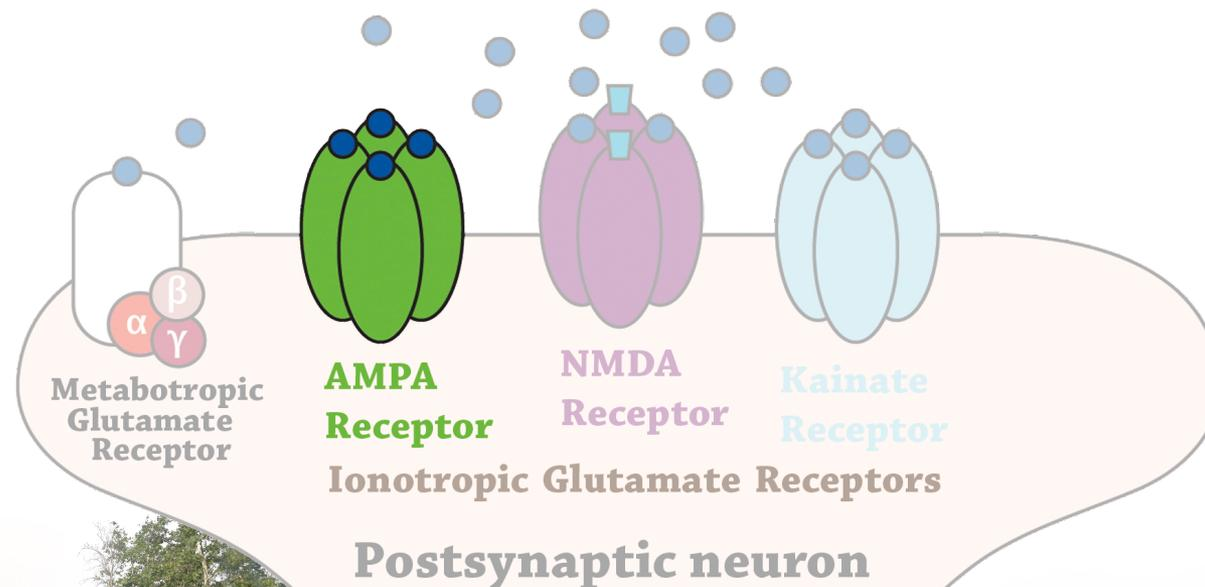 β
α
γ
Metabotropic
Glutamate
Receptor
AMPA
Receptor
NMDA
Receptor
Kainate
Receptor
Ionotropic Glutamate Receptors
Postsynaptic neuron